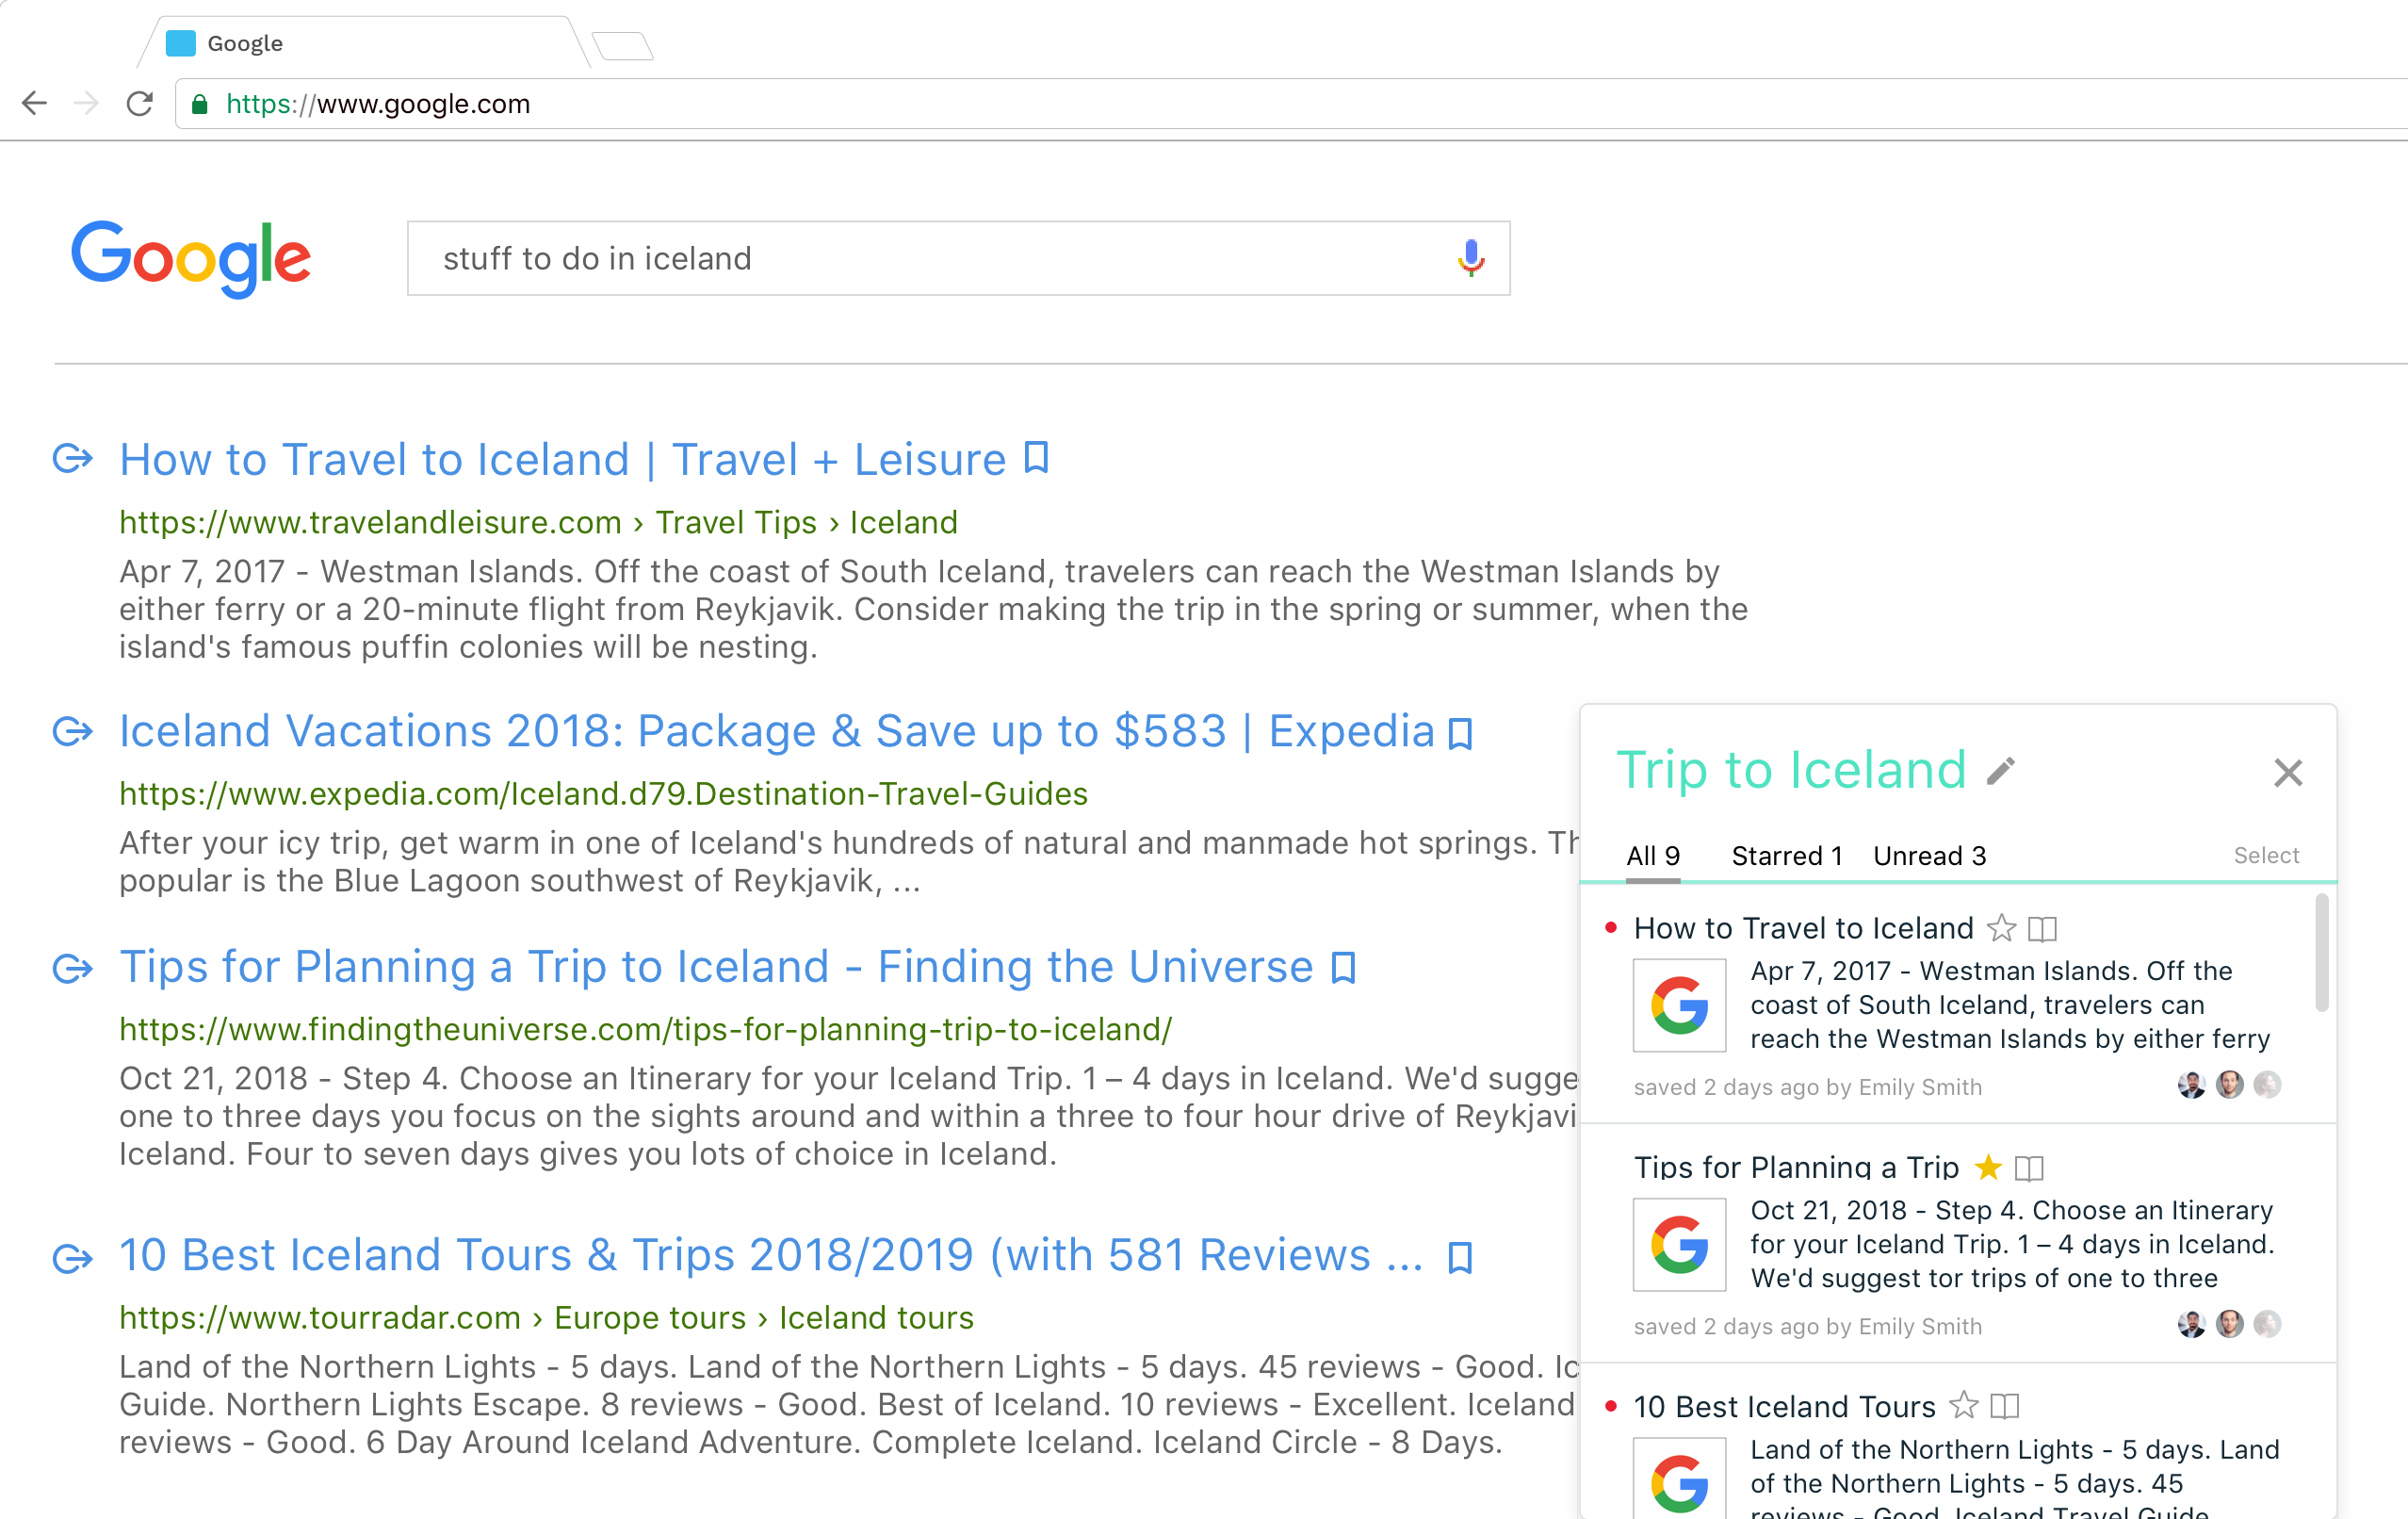 Google
https://www.google.com
Google
stuff to do in iceland
How to Travel to Iceland | Travel + Leisure
https://www.travelandleisure.com › Travel Tips › Iceland
Apr 7, 2017 - Westman Islands. Off the coast of South Iceland, travelers can reach the Westman Islands by
either ferry or a 20-minute flight from Reykjavik. Consider making the trip in the spring or summer, when the
island's famous puffin colonies will be nesting.
Iceland Vacations 2018: Package & Save up to $583 | Expedia
https://www.expedia.com/Iceland.d79.Destination-Travel-Guides
After your icy trip, get warm in one of Iceland's hundreds of natural and manmade hot springs.
popular is the Blue Lagoon southwest of Reykjavik, ...
Tips for Planning a Trip to Iceland - Finding the Universe
https://www.findingtheuniverse.com/tips-for-planning-trip-to-iceland/
Oct 21, 2018 - Step 4. Choose an Itinerary for your Iceland Trip. 1 – 4 days in Iceland. We'd
one to three days you focus on the sights around and within a three to four hour drive of
Iceland. Four to seven days gives you lots of choice in Iceland.
10 Best Iceland Tours & Trips 2018/2019 (with 581 Reviews ...
https://www.tourradar.com › Europe tours › Iceland tours
Land of the Northern Lights - 5 days. Land of the Northern Lights - 5 days. 45 reviews - Good.
Guide. Northern Lights Escape. 8 reviews - Good. Best of Iceland. 10 reviews - Excellent. Iceland
reviews - Good. 6 Day Around Iceland Adventure. Complete Iceland. Iceland Circle - 8 Days.
Trip to Iceland
All 9 Starred 1 Unread 3 Select
How to Travel to Iceland
Apr 7, 2017 - Westman Islands. Off the
coast of South Iceland, travelers can
reach the Westman Islands by either ferry
saved 2 days ago by Emily Smith
Tips for Planning a Trip
Oct 21, 2018 - Step 4. Choose an Itinerary
for your Iceland Trip. 1 – 4 days in Iceland.
We'd suggest tor trips of one to three
saved 2 days ago by Emily Smith
10 Best Iceland Tours
Land of the Northern Lights - 5 days. Land
of the Northern Lights - 5 days. 45
reviews - Good. Iceland Travel Guide